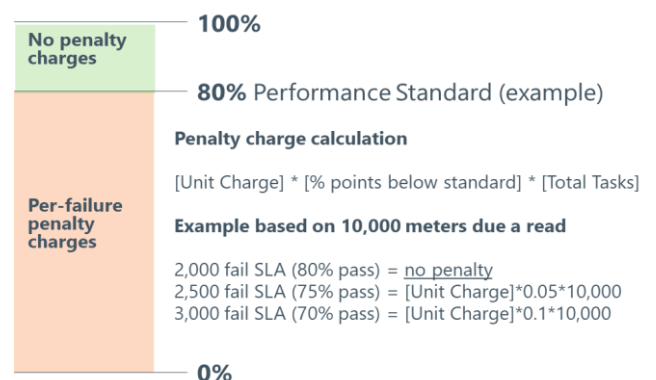 100%
No penalty
charges
80% Performance Standard (example)
Penalty charge calculation
[Unit Charge] * [% points below standard] * [Total Tasks]
Per-failure
penalty
charges
Example based on 10,000 meters due a read
2,000 fail SLA (80% pass) = no penalty
2,500 fail SLA (75% pass) = [Unit Charge]*0.05*10,000
3,000 fail SLA (70% pass) = [Unit Charge]*0.1*10,000
0%